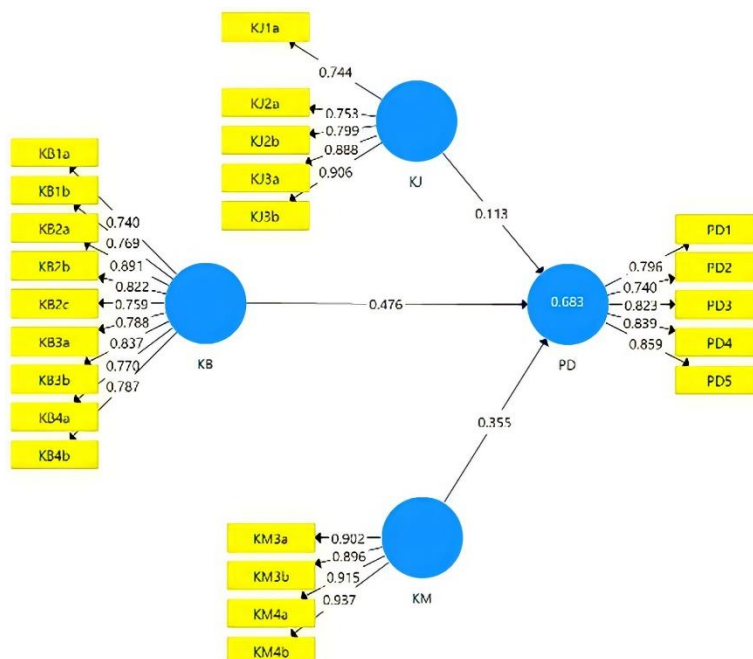 KJ1a
0.744
KJ2a
0.753
KJ2b
0.799
KJ3a
0.888
KJ3b
0.906
KJ
0.113
KB1a
KB1b
KB2a
KB2b
KB2c
KB3a
KB3b
KB4a
KB4b
0.740
0.769
0.891
0.822
0.759
0.788
0.837
0.770
0.787
KB
0.476
0.683
PD
0.796
0.740
0.823
0.839
0.859
PD1
PD2
PD3
PD4
PD5
0.355
KM3a
0.902
KM3b
0.896
KM4a
0.915
KM4b
0.937
KM